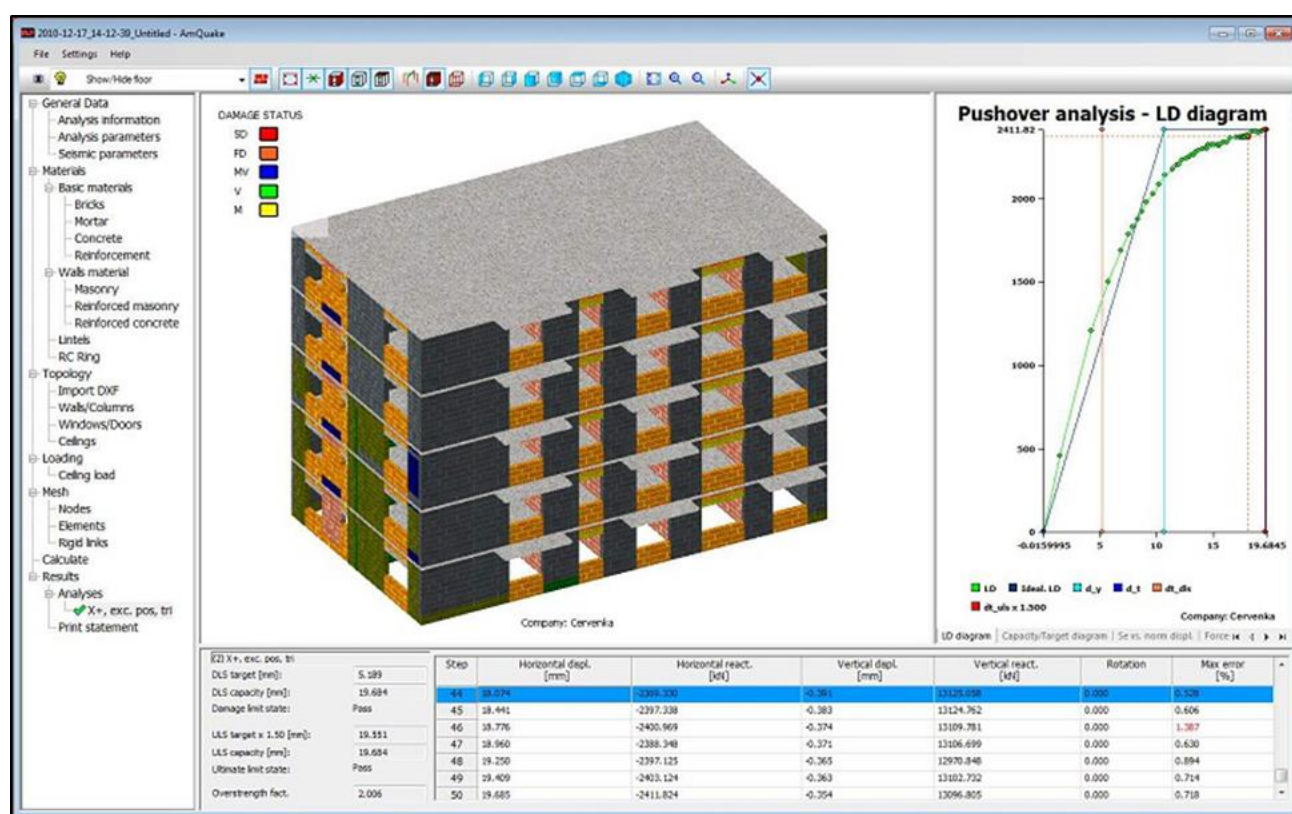 2010-12-17_14-12-39_Untitled - AmQuake
File Settings Help
Show/Hide floor
General Data
Analysis information
Analysis parameters
Seismic parameters
Materials
Basic materials
Bricks
Mortar
Concrete
Reinforcement
Walls material
Masonry
Reinforced masonry
Reinforced concrete
Lintels
RC Ring
Topology
Import DXF
Walls/Columns
Windows/Doors
Ceilings
Loading
Ceiling load
Mesh
Nodes
Elements
Rigid links
Calculate
Results
Analyses
X+, exc. pos, tri
Print statement
DAMAGE STATUS
SD
FD
MV
V
M
Company: Cervenka
Pushover analysis - LD diagram
2411.82
2000
1500
1000
500
0
-0.0159995 5 10 15 19.6845
LD Ideal. LD d_y d_t dt_dls
dt_uls x 1.500
Company: Cervenka
LD diagram Capacity/Target diagram Se vs. norm displ. Force
(2) X+, exc. pos, tri
DLS target [mm]: 5.189
DLS capacity [mm]: 19.684
Damage limit state: Pass
ULS target x 1.50 [mm]: 19.551
ULS capacity [mm]: 19.684
Ultimate limit state: Pass
Overstrength fact. 2.006
Step Horizontal displ. [mm] Horizontal react. [kN] Vertical displ. [mm] Vertical react. [kN] Rotation Max error [%]
44 18.074 -0.391 13125.058 0.000 0.528
45 18.441 -2397.338 -0.383 13124.762 0.000 0.606
46 18.776 -2400.969 -0.374 13109.781 0.000 1.387
47 18.960 -2388.348 -0.371 13106.699 0.000 0.630
48 19.250 -2397.125 -0.365 12970.848 0.000 0.894
49 19.409 -2403.124 -0.363 13102.732 0.000 0.714
50 19.685 -2411.824 -0.354 13096.805 0.000 0.718